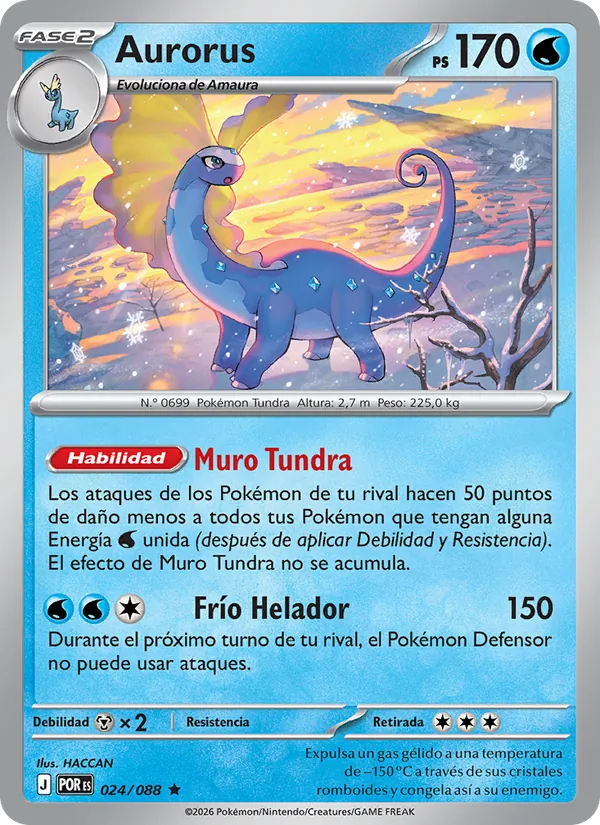 FASE 2
Aurorus
PS 170
Evoluciona de Amaura
N.º 0699 Pokémon Tundra Altura: 2,7 m Peso: 225,0 kg
Habilidad Muro Tundra
Los ataques de los Pokémon de tu rival hacen 50 puntos
de daño menos a todos tus Pokémon que tengan alguna
Energía unida (después de aplicar Debilidad y Resistencia).
El efecto de Muro Tundra no se acumula.
Frío Helador 150
Durante el próximo turno de tu rival, el Pokémon Defensor
no puede usar ataques.
Debilidad × 2 Resistencia Retirada
Ilus. HACCAN
J POR ES 024/088 ★
Expulsa un gas gélido a una temperatura
de –150 °C a través de sus cristales
romboides y congela así a su enemigo.
©2026 Pokémon/Nintendo/Creatures/GAME FREAK